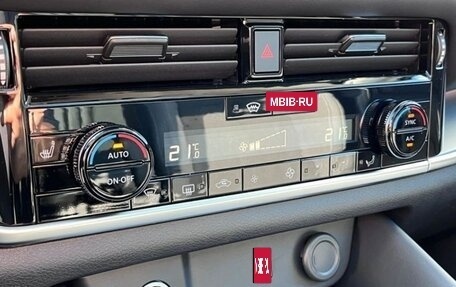 MBIB-RU
21°C
21°C
AUTO
ON•OFF
SYNC
A/C